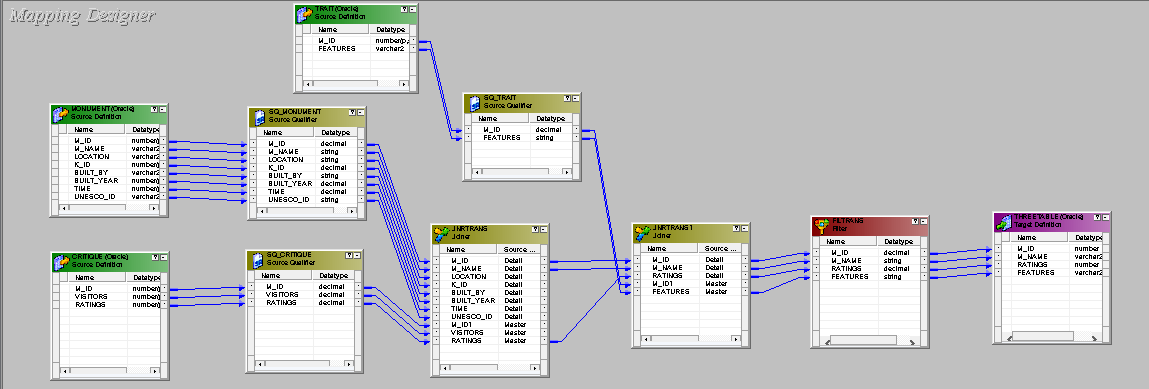 Mapping Designer
TRAIT(Oracle)
Source Definition
Name Datatype
M_ID number(p,
FEATURES varchar2
MONUMENT(Oracle)
Source Definition
Name Datatyp
M_ID number(p
M_NAME varchar2
LOCATION varchar2
K_ID number(p
BUILT_BY varchar2
BUILT_YEAR number(p
TIME number(p
UNESCO_ID varchar2
SQ_MONUMENT
Source Qualifier
Name Datatype
M_ID decimal
M_NAME string
LOCATION string
K_ID decimal
BUILT_BY string
BUILT_YEAR decimal
TIME decimal
UNESCO_ID string
SQ_TRAIT
Source Qualifier
Name Datatype
M_ID decimal
FEATURES string
CRITIQUE (Oracle)
Source Definition
Name Datatyp
M_ID number(p
VISITORS number(p
RATINGS number(p
SQ_CRITIQUE
Source Qualifier
Name Datatype
M_ID decimal
VISITORS decimal
RATINGS decimal
JNRTRANS
Joiner
Name Source ...
M_ID Detail
M_NAME Detail
LOCATION Detail
K_ID Detail
BUILT_BY Detail
BUILT_YEAR Detail
TIME Detail
UNESCO_ID Detail
M_ID1 Master
VISITORS Master
RATINGS Master
JNRTRANS1
Joiner
Name Source ...
M_ID Detail
M_NAME Detail
RATINGS Detail
M_ID1 Master
FEATURES Master
FILTRANS
Filter
Name Datatype
M_ID decimal
M_NAME string
RATINGS decimal
FEATURES string
THREETABLE(Oracle)
Target Definition
Name Datatyp
M_ID number
M_NAME varchar2
RATINGS number
FEATURES varchar2